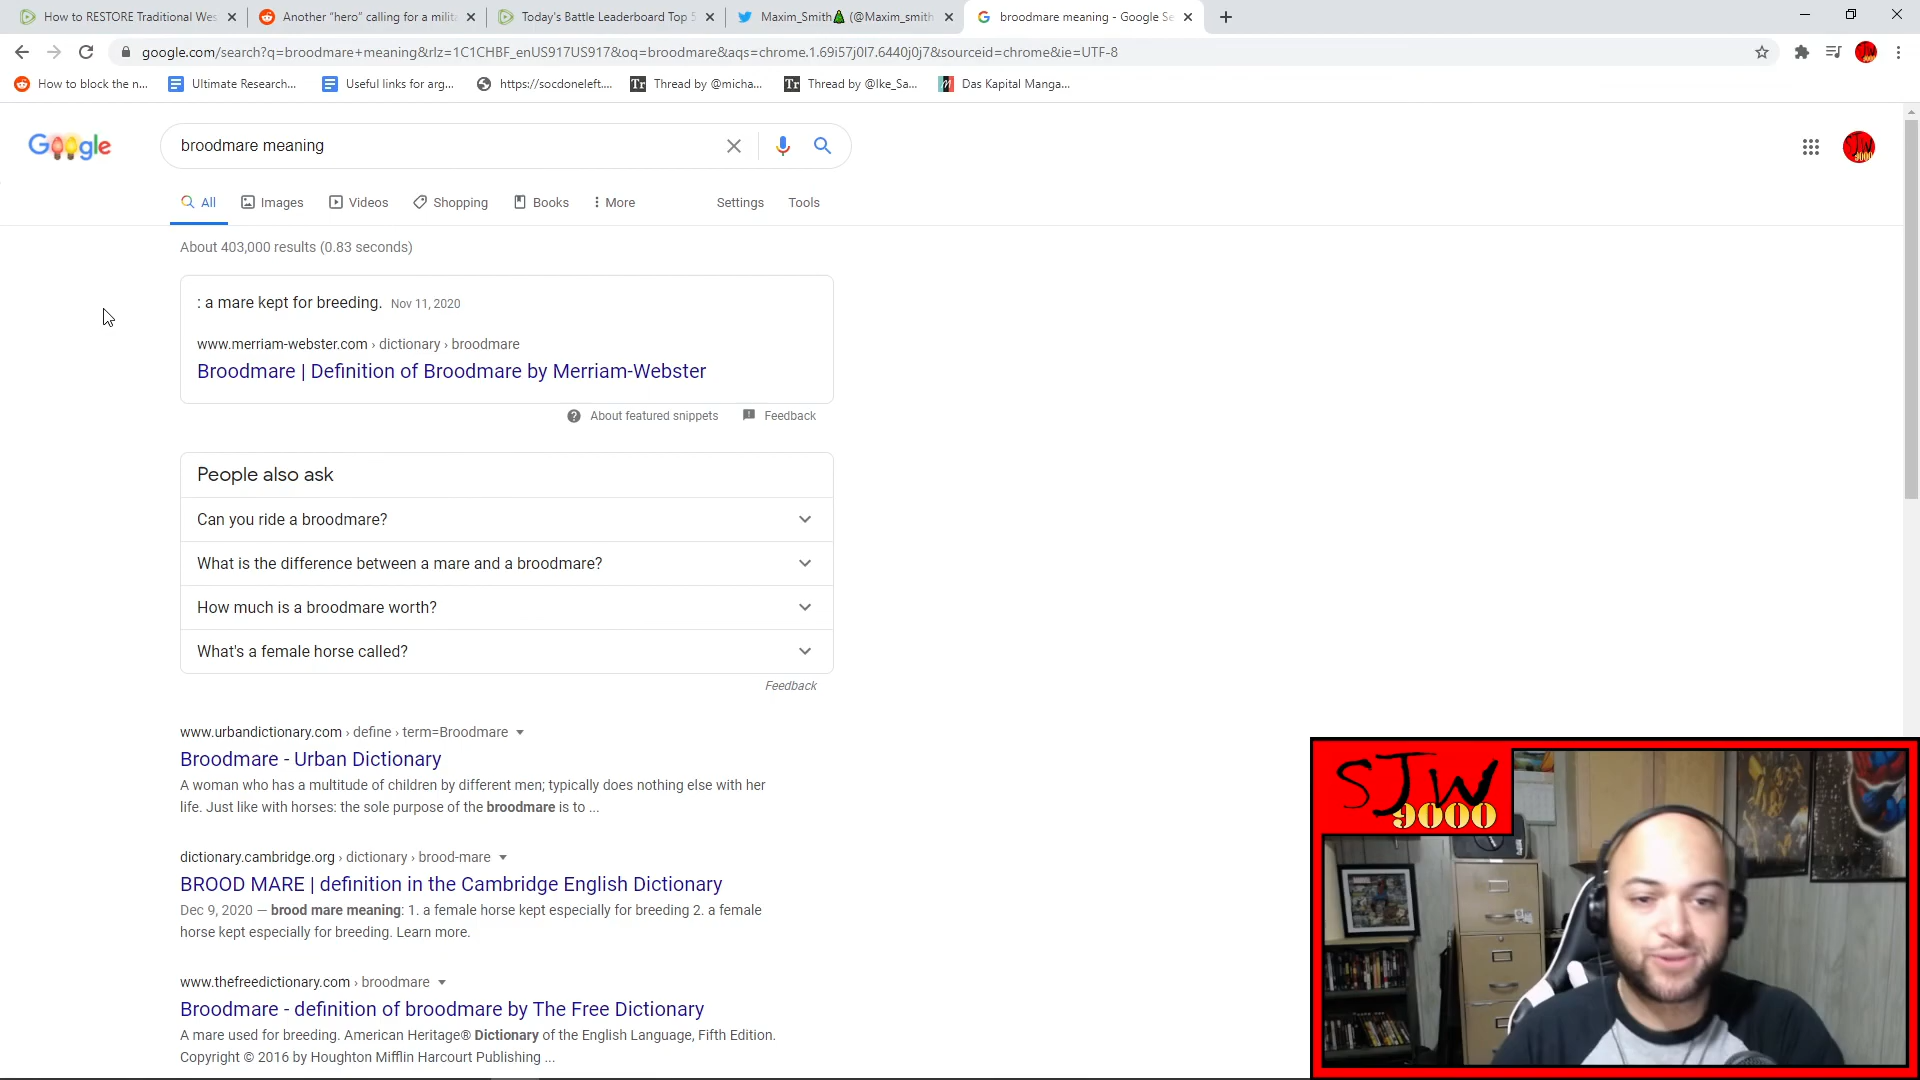 How to RESTORE Traditional Wes
Another "hero" calling for a milita
Today's Battle Leaderboard Top 5
Maxim_Smith🎄 (@Maxim_smith
broodmare meaning - Google Se
google.com/search?q=broodmare+meaning&rlz=1C1CHBF_enUS917US917&oq=broodmare&aqs=chrome.1.69i57j0l7.6440j0j7&sourceid=chrome&ie=UTF-8
How to block the n...
Ultimate Research...
Useful links for arg...
https://socdoneleft....
Tr Thread by @micha...
Tr Thread by @Ike_Sa...
Das Kapital Manga...
Google
broodmare meaning
All
Images
Videos
Shopping
Books
More
Settings
Tools
About 403,000 results (0.83 seconds)
: a mare kept for breeding. Nov 11, 2020
www.merriam-webster.com › dictionary › broodmare
Broodmare | Definition of Broodmare by Merriam-Webster
About featured snippets
Feedback
People also ask
Can you ride a broodmare?
What is the difference between a mare and a broodmare?
How much is a broodmare worth?
What's a female horse called?
Feedback
www.urbandictionary.com › define › term=Broodmare
Broodmare - Urban Dictionary
A woman who has a multitude of children by different men; typically does nothing else with her
life. Just like with horses: the sole purpose of the broodmare is to ...
dictionary.cambridge.org › dictionary › brood-mare
BROOD MARE | definition in the Cambridge English Dictionary
Dec 9, 2020 — brood mare meaning: 1. a female horse kept especially for breeding 2. a female
horse kept especially for breeding. Learn more.
www.thefreedictionary.com › broodmare
Broodmare - definition of broodmare by The Free Dictionary
A mare used for breeding. American Heritage® Dictionary of the English Language, Fifth Edition.
Copyright © 2016 by Houghton Mifflin Harcourt Publishing ...
SJW
9000